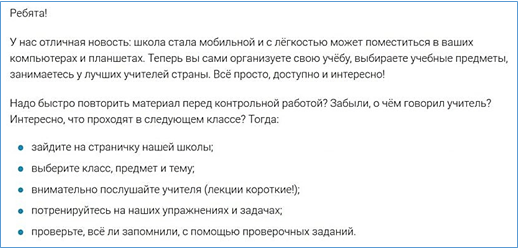 Ребята!
У нас отличная новость: школа стала мобильной и с лёгкостью может поместиться в ваших
компьютерах и планшетах. Теперь вы сами организуете свою учёбу, выбираете учебные предметы,
занимаетесь у лучших учителей страны. Всё просто, доступно и интересно!
Надо быстро повторить материал перед контрольной работой? Забыли, о чём говорил учитель?
Интересно, что проходят в следующем классе? Тогда:
• зайдите на страничку нашей школы;
• выберите класс, предмет и тему;
• внимательно послушайте учителя (лекции короткие!);
• потренируйтесь на наших упражнениях и задачах;
• проверьте, всё ли запомнили, с помощью проверочных заданий.